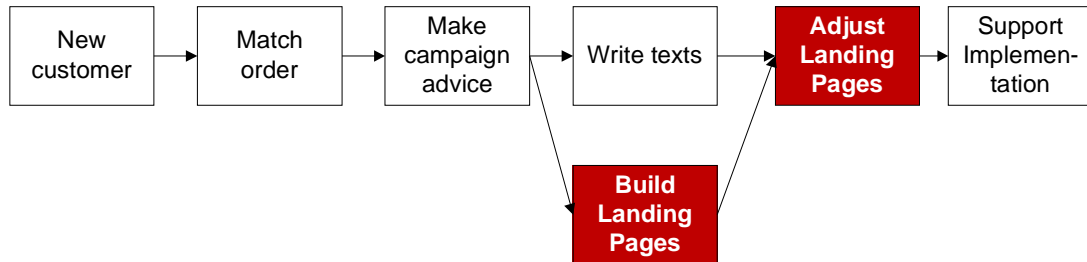 New
customer
Match
order
Make
campaign
advice
Write texts
Adjust
Landing
Pages
Support
Implemen-
tation
Build
Landing
Pages